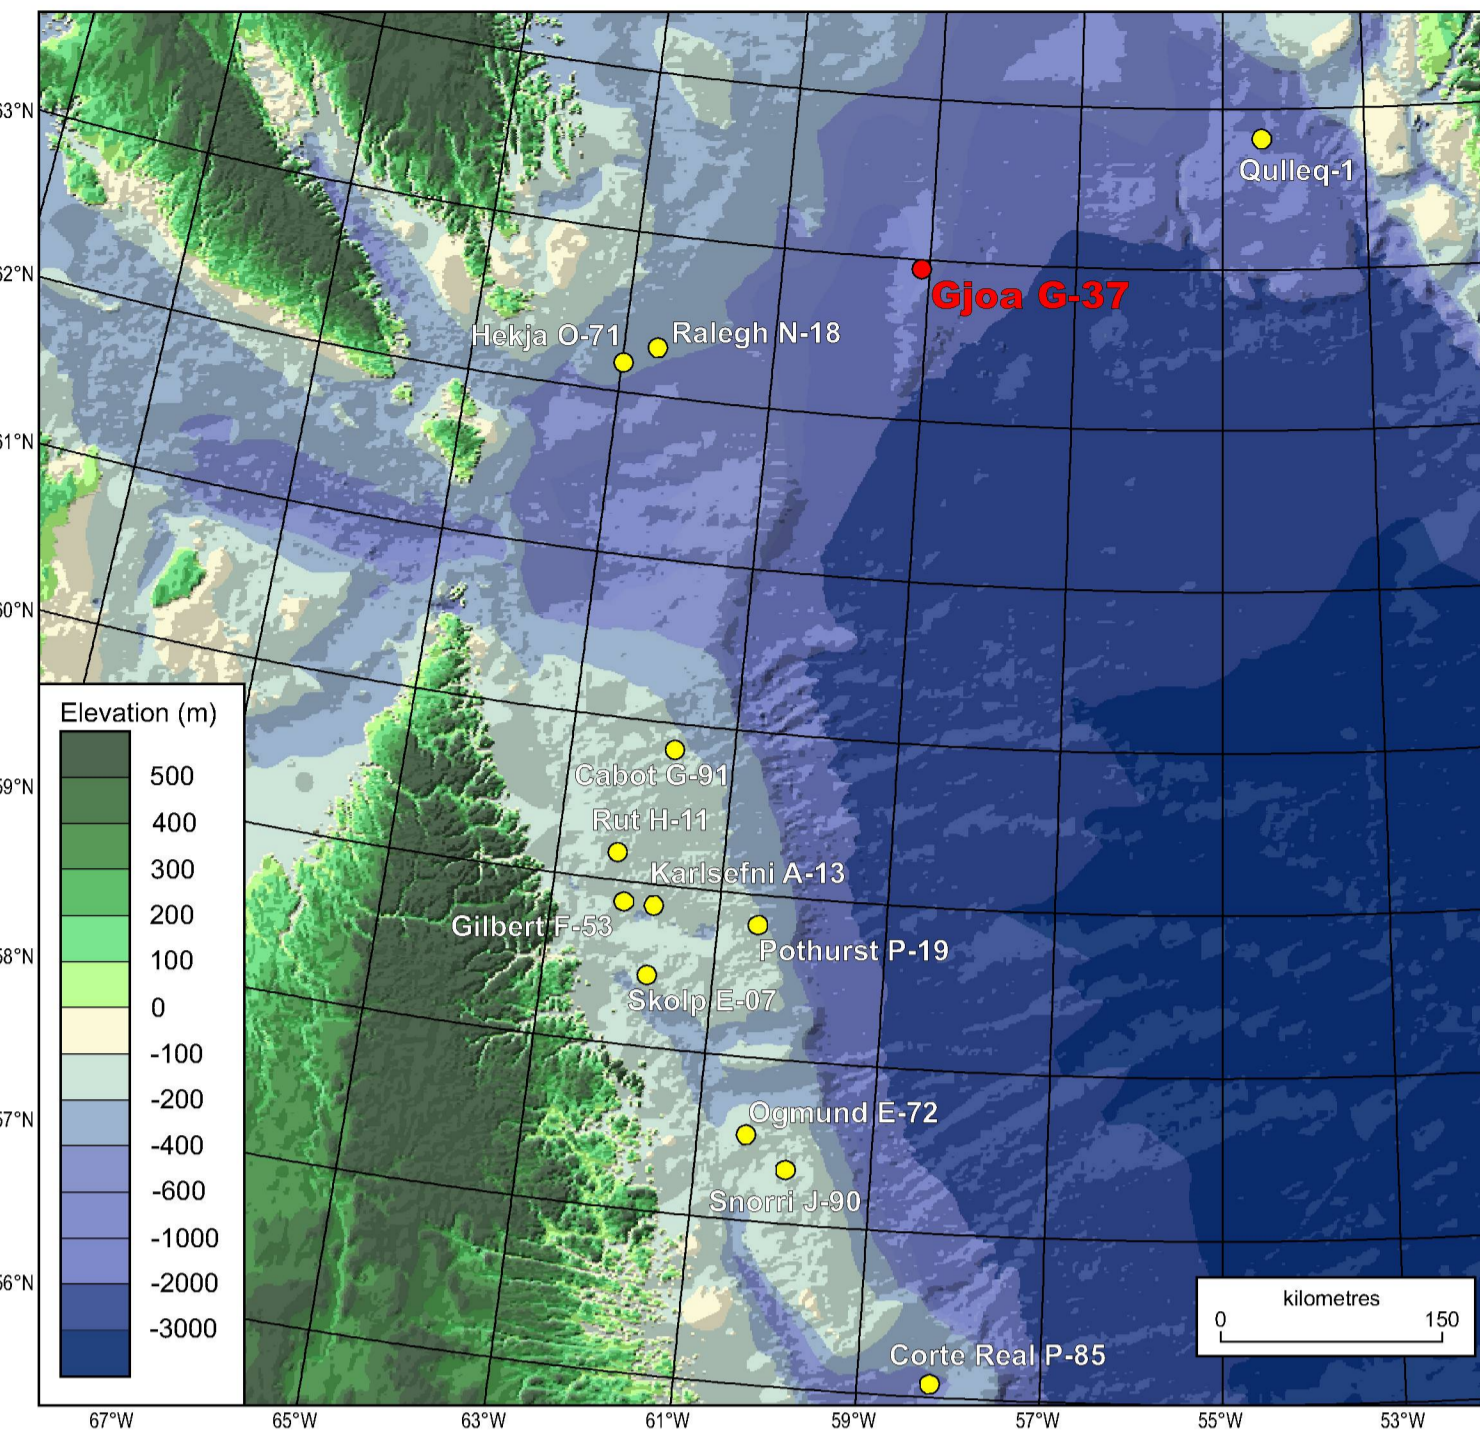 63°N
62°N
61°N
60°N
59°N
58°N
57°N
56°N
Qulleq-1
Gjoa G-37
Hekja O-71
Ralegh N-18
Cabot G-91
Rut H-11
Karlsefni A-13
Gilbert F-53
Pothurst P-19
Skolp E-07
Ogmund E-72
Snorri J-90
Corte Real P-85
Elevation (m)
500
400
300
200
100
0
-100
-200
-400
-600
-1000
-2000
-3000
kilometres
0 150
67°W 65°W 63°W 61°W 59°W 57°W 55°W 53°W